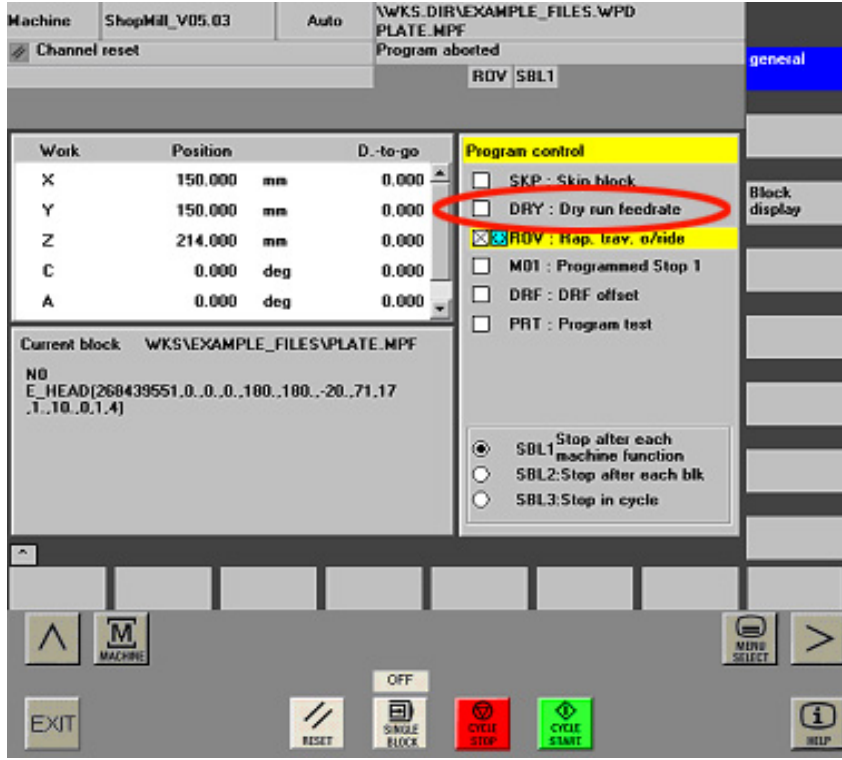 Machine ShopMill_V05.03 Auto \WKS.DIR\EXAMPLE_FILES.WPD
PLATE.MPF
Channel reset Program aborted
ROV SBL1
general
Work Position D.-to-go
X 150.000 mm 0.000
Y 150.000 mm 0.000
Z 214.000 mm 0.000
C 0.000 deg 0.000
A 0.000 deg 0.000
Program control
SKP : Skip block
DRY : Dry run feedrate
ROV : Rap. trav. o/ride
M01 : Programmed Stop 1
DRF : DRF offset
PRT : Program test
Block
display
Current block WKS\EXAMPLE_FILES\PLATE.MPF
N0
E_HEAD(268439551,0.,0.,0.,180.,180.,-20.,71,17
,1.,10.,0,1,4)
SBL1 Stop after each
machine function
SBL2:Stop after each blk
SBL3:Stop in cycle
^
M
MACHINE
MENU
SELECT
>
OFF
EXIT
RESET
SINGLE
BLOCK
CYCLE
STOP
CYCLE
START
i
HELP